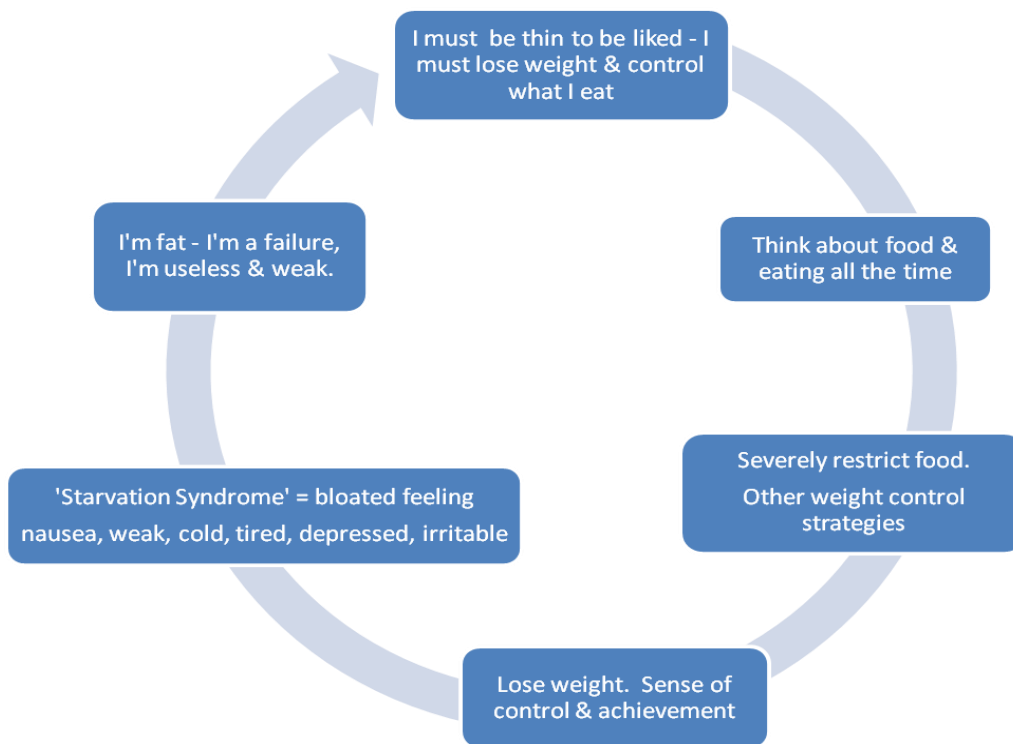 I must be thin to be liked - I
must lose weight & control
what I eat
Think about food &
eating all the time
Severely restrict food.
Other weight control
strategies
Lose weight. Sense of
control & achievement
'Starvation Syndrome' = bloated feeling
nausea, weak, cold, tired, depressed, irritable
I'm fat - I'm a failure,
I'm useless & weak.